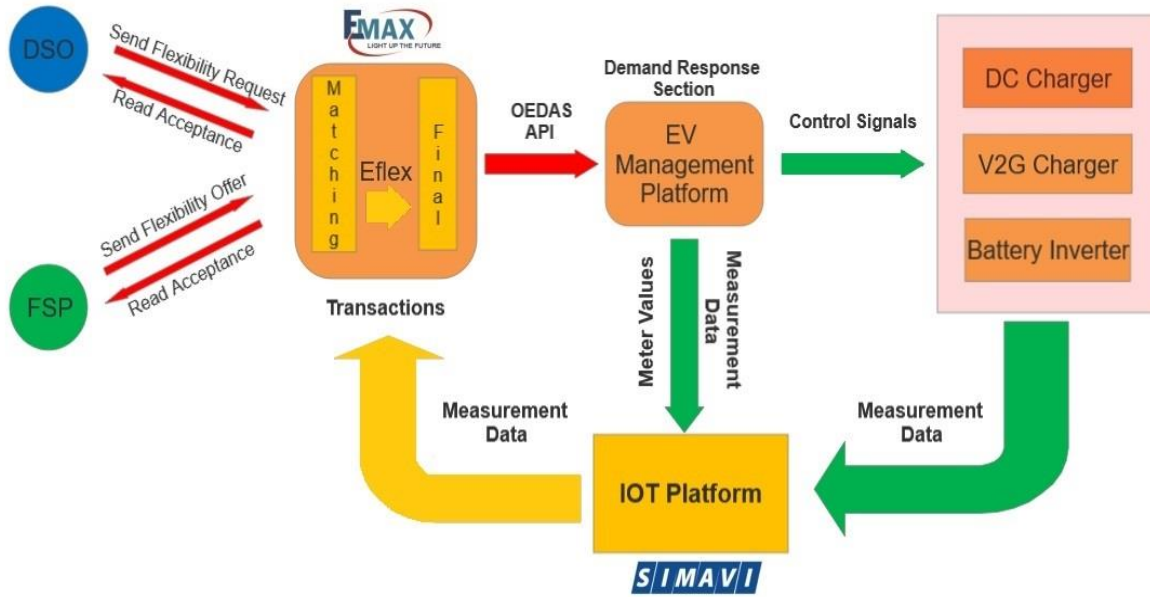 DSO
Send Flexibility Request
Read Acceptance
Send Flexibility Offer
Read Acceptance
FSP
EMAX
LIGHT UP THE FUTURE
Matching
Eflex
Final
Transactions
OEDAS
API
Demand Response
Section
EV
Management
Platform
Control Signals
DC Charger
V2G Charger
Battery Inverter
Meter Values
Measurement
Data
Measurement
Data
Measurement
Data
IOT Platform
SIMAVI